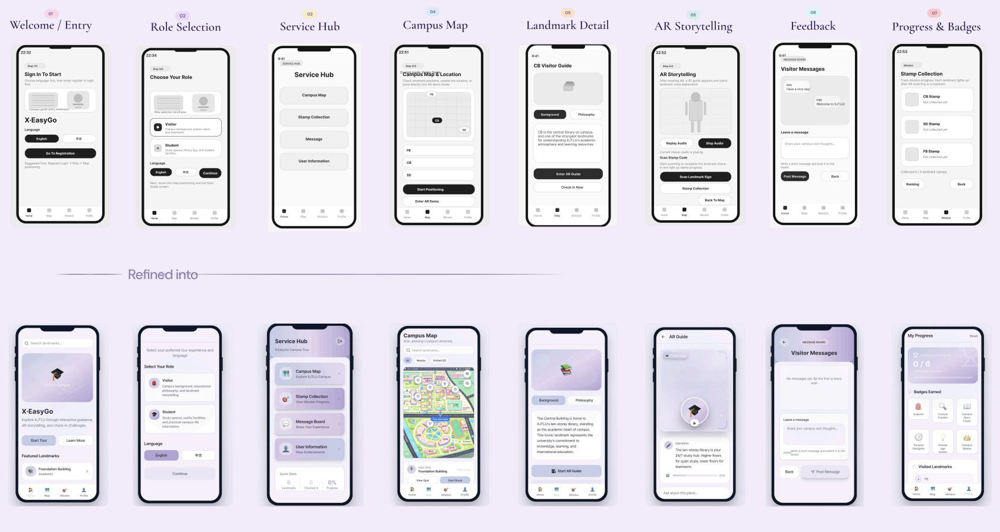 01
Welcome / Entry
02
Role Selection
03
Service Hub
04
Campus Map
05
Landmark Detail
05
AR Storytelling
06
Feedback
07
Progress & Badges
22:32
Step 1/5
Sign In To Start
Choose language first, then enter register or login
flow.
Campus guide entry wireframe
X·EasyGo
Language
English
中文
Go To Registration
Suggested flow: Register/Login → Role → Map
positioning
Home
Map
Mission
Profile
22:34
Step 3/5
Choose Your Role
Role selection wireframe
Visitor
Campus background, school vision,
and landmarks.
Student
Study spaces, library tips, and student
facilities.
Language
English
中文
Continue
Next, move into map positioning and the Start
Guide screen.
Home
Map
Mission
Profile
9:41
SERVICE HUB
Service Hub
Campus Map
Stamp Collection
Message
User Information
Home
Map
Mission
Profile
22:51
Step 4/5
Current mode: Visitor Guide
Campus Map & Location
Check landmark positions, enable live location, or
jump directly into AR demo mode.
FB
CB
SD
FB
CB
SD
Start Positioning
Enter AR Demo
Home
Map
Mission
Profile
9:41
CB Visitor Guide
Background
Philosophy
CB is the central library on campus
and one of the strongest landmarks
for understanding XJTLU's academic
atmosphere and learning resources.
Enter AR Guide
Check In Now
Home
Map
Mission
Profile
22:52
Step 5/5
AR Storytelling
After entering AR, a 3D guide appears and starts
landmark voice explanation.
Replay Audio
Stop Audio
Current status: audio is playing.
Scan Stamp Code
Start scanning to complete the landmark check-
in and light up stamp progress.
Scan Landmark Sign
Stamp Collection
Back To Map
Home
Map
Mission
Profile
9:41
MESSAGE BOARD
Visitor Messages
qvq
Have a nice day!
cqq
Welcome to XJTLU!
Leave a message
Share your campus visit thoughts...
Write a short message and post it to the
board.
Post Message
Back
Home
Map
Mission
Profile
22:53
Mission
Stamp Collection
Track mission progress. Each landmark lights up
after AR scanning is completed.
CB Stamp
Not collected yet
SD Stamp
Not collected yet
FB Stamp
Not collected yet
Collected 0 / 3 landmark stamps
Ranking
Back
Home
Map
Mission
Profile
Refined into
Search landmarks...
XJTLU Campus
X·EasyGo
Explore XJTLU through interactive guidance,
AR storytelling, and check-in challenges.
Start Tour
Learn More
Featured Landmarks
Foundation Building
Academic
Home
Map
Mission
Profile
Select your preferred tour experience and
language
Select Your Role
Visitor
Campus background, educational
philosophy, and landmark
storytelling.
Student
Study spaces, useful facilities,
and practical campus-life
information.
Language
English
中文
Continue
Service Hub
X·EasyGo Campus Tour
Campus Map
Explore XJTLU Campus
Stamp Collection
View Mission Progress
Message Board
Share Your Experience
User Information
View Achievements
Quick Stats
6
0
0%
Landmarks
Checked in
Progress
Campus Map
Xi'an Jiaotong-Liverpool University
Search landmarks...
All
Nearby
Visited (0)
You are here
Next Stop
Foundation Building
View Spot
Start Route
Home
Map
Mission
Profile
Background
Philosophy
The Central Building is home to
XJTLU's ten-storey library, standing
as the academic heart of campus.
This iconic landmark represents the
university's commitment to
knowledge, learning, and
international education.
Start AR Guide
Home
Map
Mission
Profile
AR Guide
Narration
The ten-storey library is your
24/7 study hub. Higher floors
for quiet study, lower floors for
teamwork.
0:45
Ask about this place...
MESSAGE BOARD
Visitor Messages
No messages yet. Be the first to leave
one!
Leave a message
Share your campus visit thoughts...
Write a short message and submit it to the
board.
Back
Post Message
My Progress
Reset
Achievement Progress
0 / 6
Badges Earned
Explorer
Curious
Traveler
Campus
Story
Finder
Campus
Navigator
Knowle
dge
Seeker
Campus
Master
Visited Landmarks
FB
Home
Map
Mission
Profile